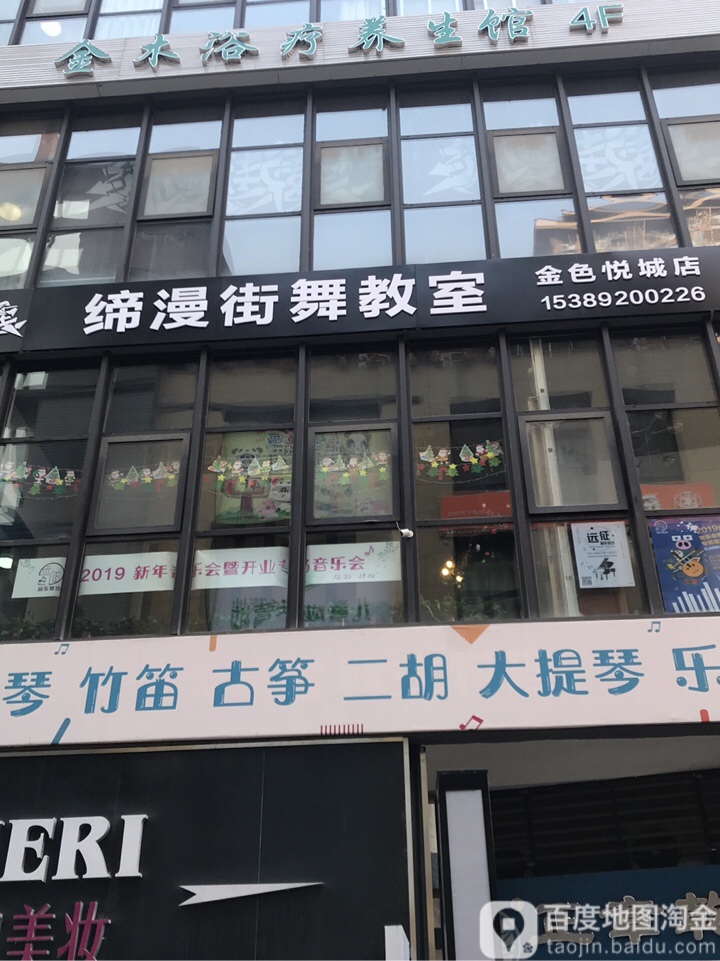 金水浴疗养生馆 4F
缔漫街舞教室
金色悦城店
15389200226
2019 新年音乐会暨开业专场音乐会
远征
2019
琴 竹笛 古筝 二胡 大提琴 乐
ERI
美妆
百度地图淘金
taojin.baidu.com